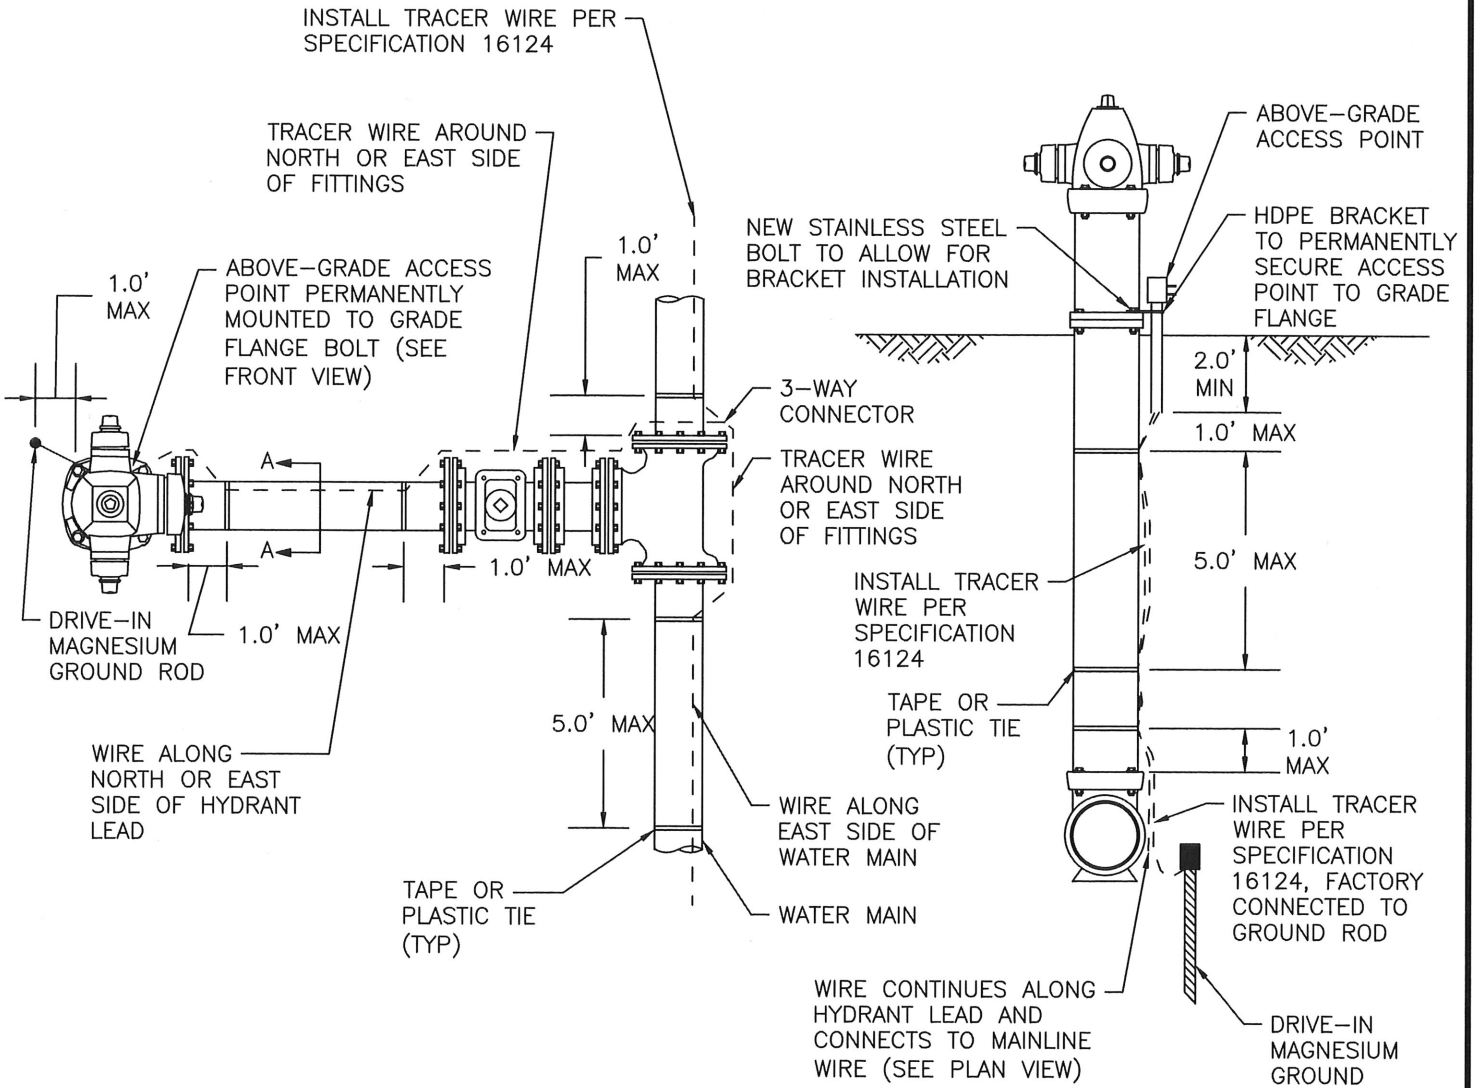 INSTALL TRACER WIRE PER
SPECIFICATION 16124
TRACER WIRE AROUND
NORTH OR EAST SIDE
OF FITTINGS
1.0'
MAX
ABOVE-GRADE ACCESS
POINT PERMANENTLY
MOUNTED TO GRADE
FLANGE BOLT (SEE
FRONT VIEW)
1.0'
MAX
3-WAY
CONNECTOR
TRACER WIRE
AROUND NORTH
OR EAST SIDE
OF FITTINGS
A
A
1.0' MAX
1.0' MAX
DRIVE-IN
MAGNESIUM
GROUND ROD
WIRE ALONG
NORTH OR EAST
SIDE OF HYDRANT
LEAD
5.0' MAX
WIRE ALONG
EAST SIDE OF
WATER MAIN
TAPE OR
PLASTIC TIE
(TYP)
WATER MAIN
ABOVE-GRADE
ACCESS POINT
NEW STAINLESS STEEL
BOLT TO ALLOW FOR
BRACKET INSTALLATION
HDPE BRACKET
TO PERMANENTLY
SECURE ACCESS
POINT TO GRADE
FLANGE
2.0'
MIN
1.0' MAX
5.0' MAX
INSTALL TRACER
WIRE PER
SPECIFICATION
16124
TAPE OR
PLASTIC TIE
(TYP)
1.0'
MAX
INSTALL TRACER
WIRE PER
SPECIFICATION
16124, FACTORY
CONNECTED TO
GROUND ROD
WIRE CONTINUES ALONG
HYDRANT LEAD AND
CONNECTS TO MAINLINE
WIRE (SEE PLAN VIEW)
DRIVE-IN
MAGNESIUM
GROUND